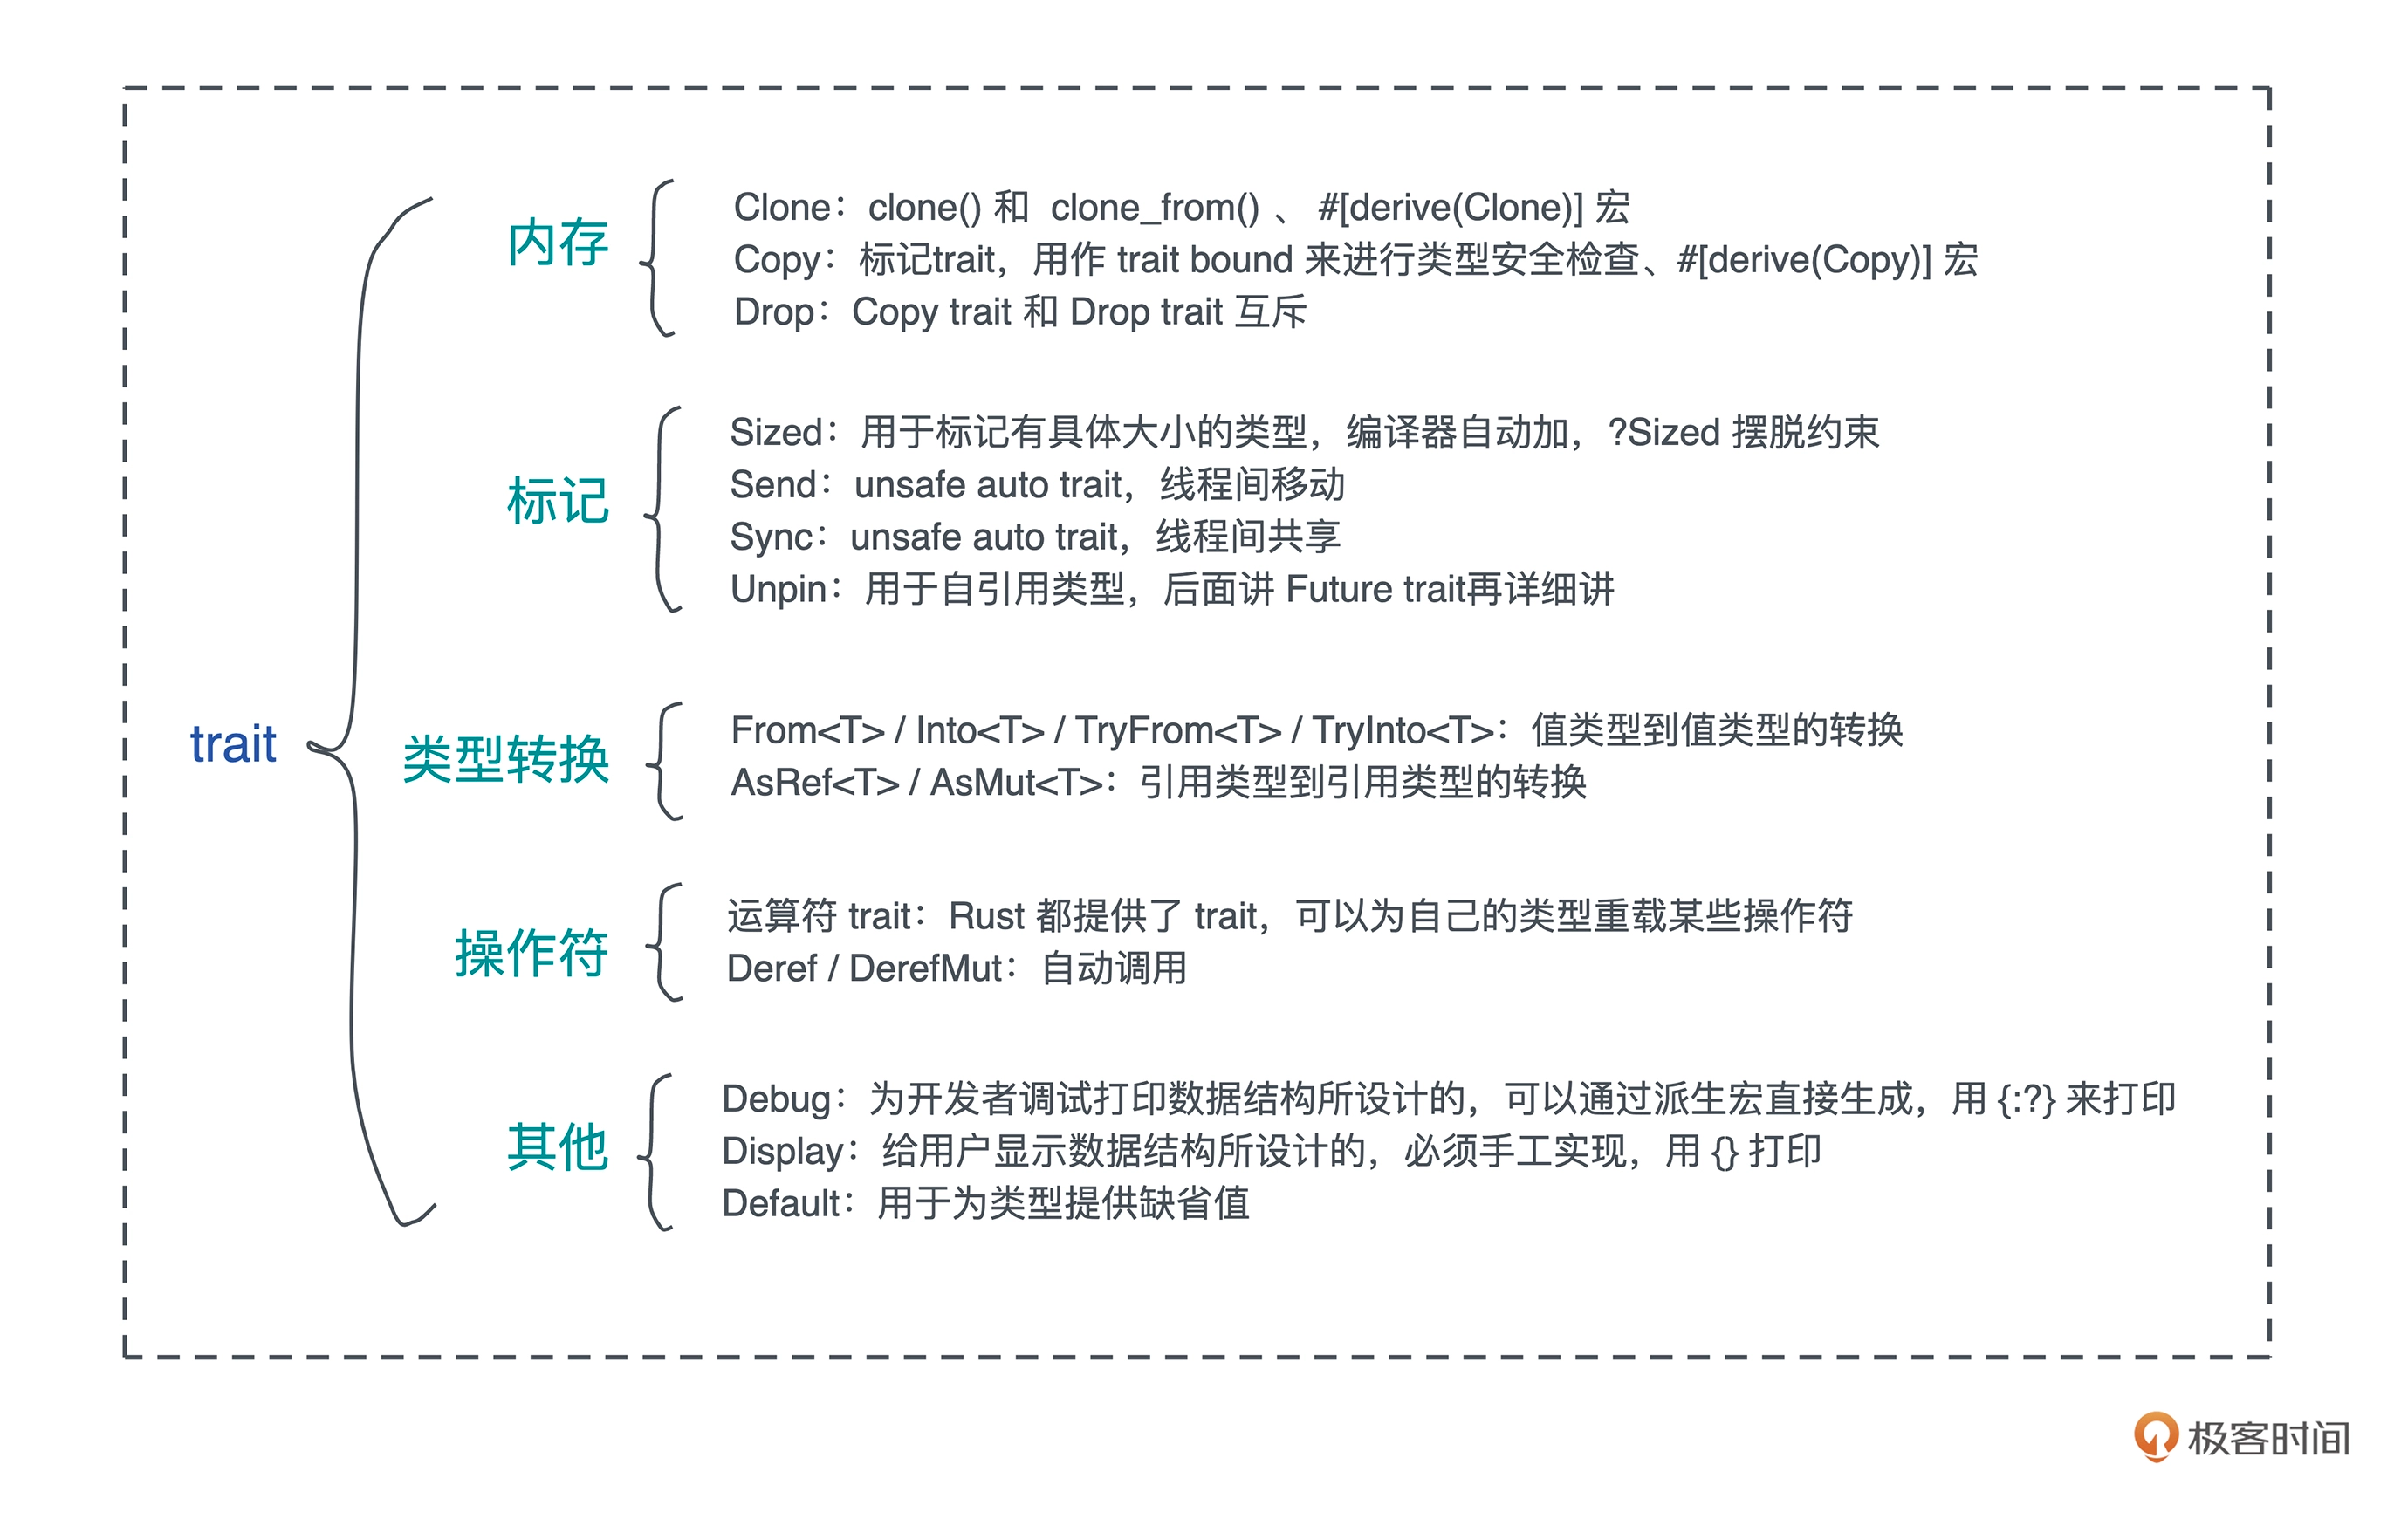 trait
内存
Clone：clone() 和 clone_from() 、 #[derive(Clone)] 宏
Copy：标记trait，用作 trait bound 来进行类型安全检查、#[derive(Copy)] 宏
Drop：Copy trait 和 Drop trait 互斥
标记
Sized：用于标记有具体大小的类型，编译器自动加，?Sized 摆脱约束
Send：unsafe auto trait，线程间移动
Sync：unsafe auto trait，线程间共享
Unpin：用于自引用类型，后面讲 Future trait再详细讲
类型转换
From<T> / Into<T> / TryFrom<T> / TryInto<T>：值类型到值类型的转换
AsRef<T> / AsMut<T>：引用类型到引用类型的转换
操作符
运算符 trait：Rust 都提供了 trait，可以为自己的类型重载某些操作符
Deref / DerefMut：自动调用
其他
Debug：为开发者调试打印数据结构所设计的，可以通过派生宏直接生成，用 {:?} 来打印
Display：给用户显示数据结构所设计的，必须手工实现，用 {} 打印
Default：用于为类型提供缺省值
极客时间